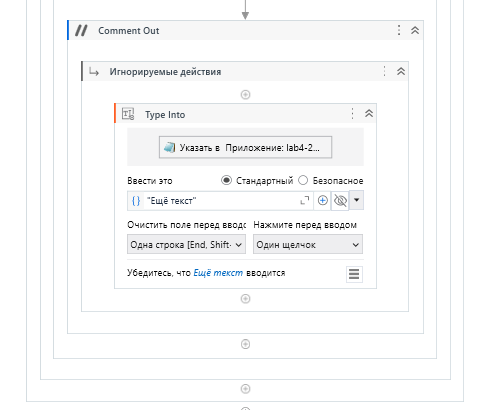 Comment Out
Игнорируемые действия
Type Into
Указать в Приложение: lab4-2...
Ввести это Стандартный Безопасное
"Ещё текст"
Очистить поле перед вводс Нажмите перед вводом
Одна строка [End, Shift- Один щелчок
Убедитесь, что Ещё текст вводится